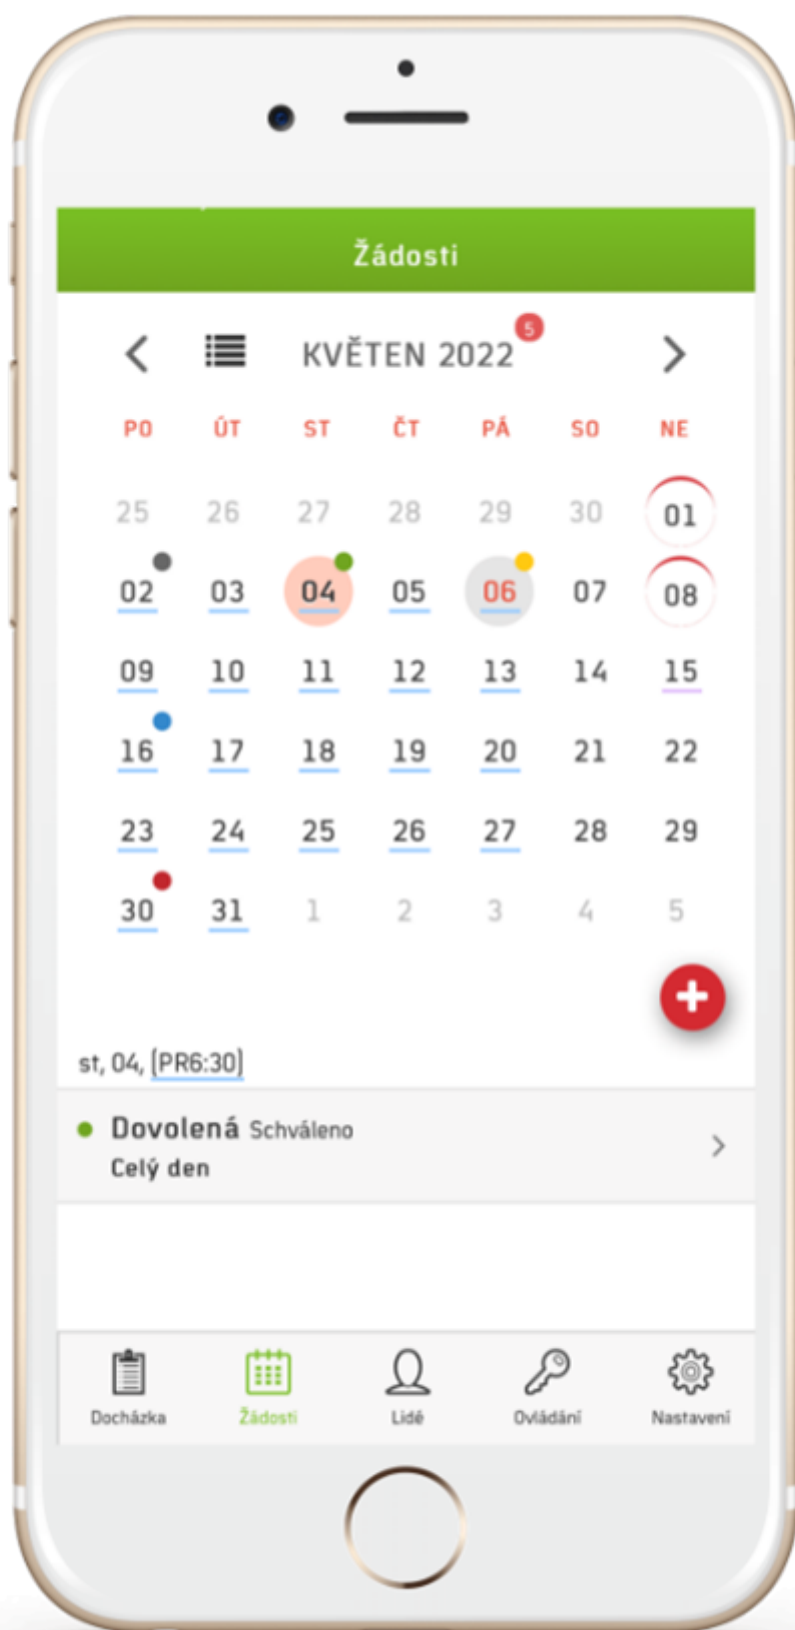 Žádosti
KVĚTEN 2022 5
PO ÚT ST ČT PÁ SO NE
25 26 27 28 29 30 01
02 03 04 05 06 07 08
09 10 11 12 13 14 15
16 17 18 19 20 21 22
23 24 25 26 27 28 29
30 31 1 2 3 4 5
st, 04, (PR6:30)
Dovolená Schváleno
Celý den
Docházka Žádosti Lidé Ovládání Nastavení